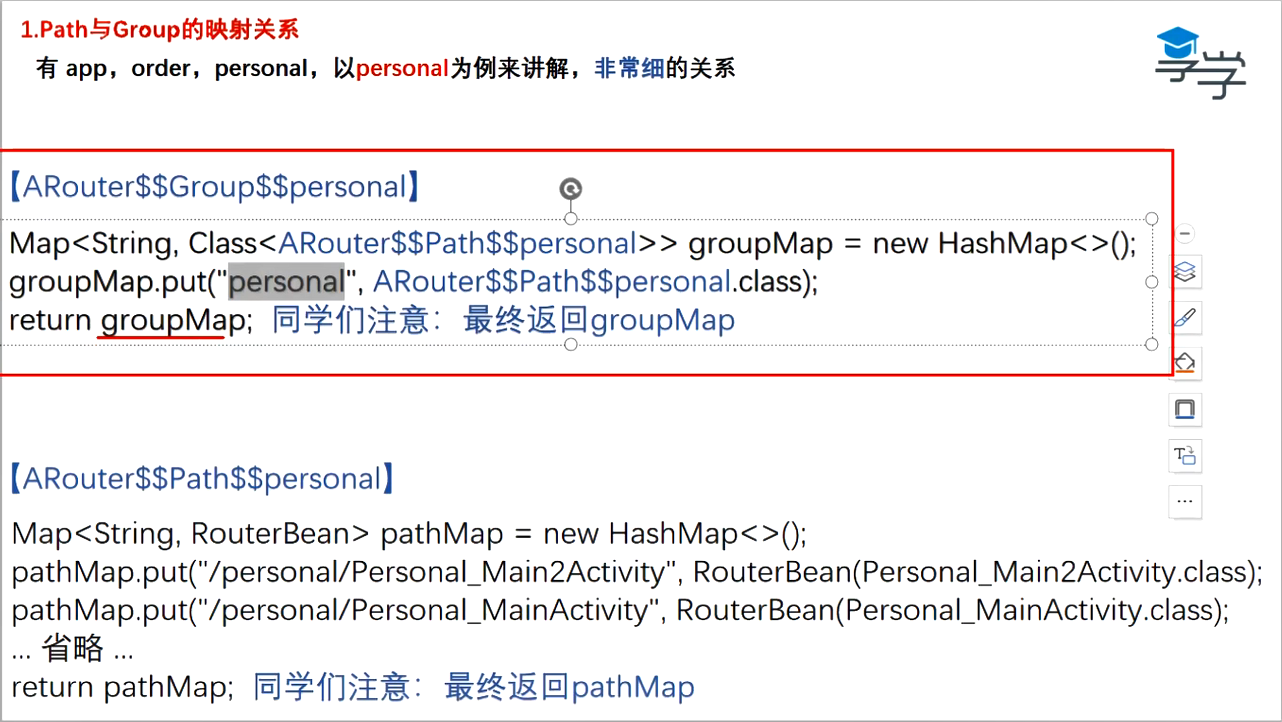 1.Path与Group的映射关系
有 app，order，personal，以personal为例来讲解，非常细的关系
享学
【ARouter$$Group$$personal】
Map<String, Class<ARouter$$Path$$personal>> groupMap = new HashMap<>();
groupMap.put("personal", ARouter$$Path$$personal.class);
return groupMap; 同学们注意：最终返回groupMap
【ARouter$$Path$$personal】
Map<String, RouterBean> pathMap = new HashMap<>();
pathMap.put("/personal/Personal_Main2Activity", RouterBean(Personal_Main2Activity.class);
pathMap.put("/personal/Personal_MainActivity", RouterBean(Personal_MainActivity.class);
... 省略 ...
return pathMap; 同学们注意：最终返回pathMap